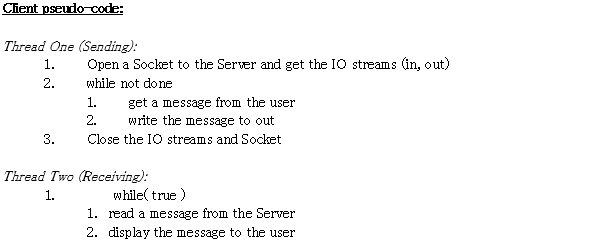 Client pseudo-code:
Thread One (Sending):
1. Open a Socket to the Server and get the IO streams (in, out)
2. while not done
1. get a message from the user
2. write the message to out
3. Close the IO streams and Socket
Thread Two (Receiving):
1. while( true )
1. read a message from the Server
2. display the message to the user